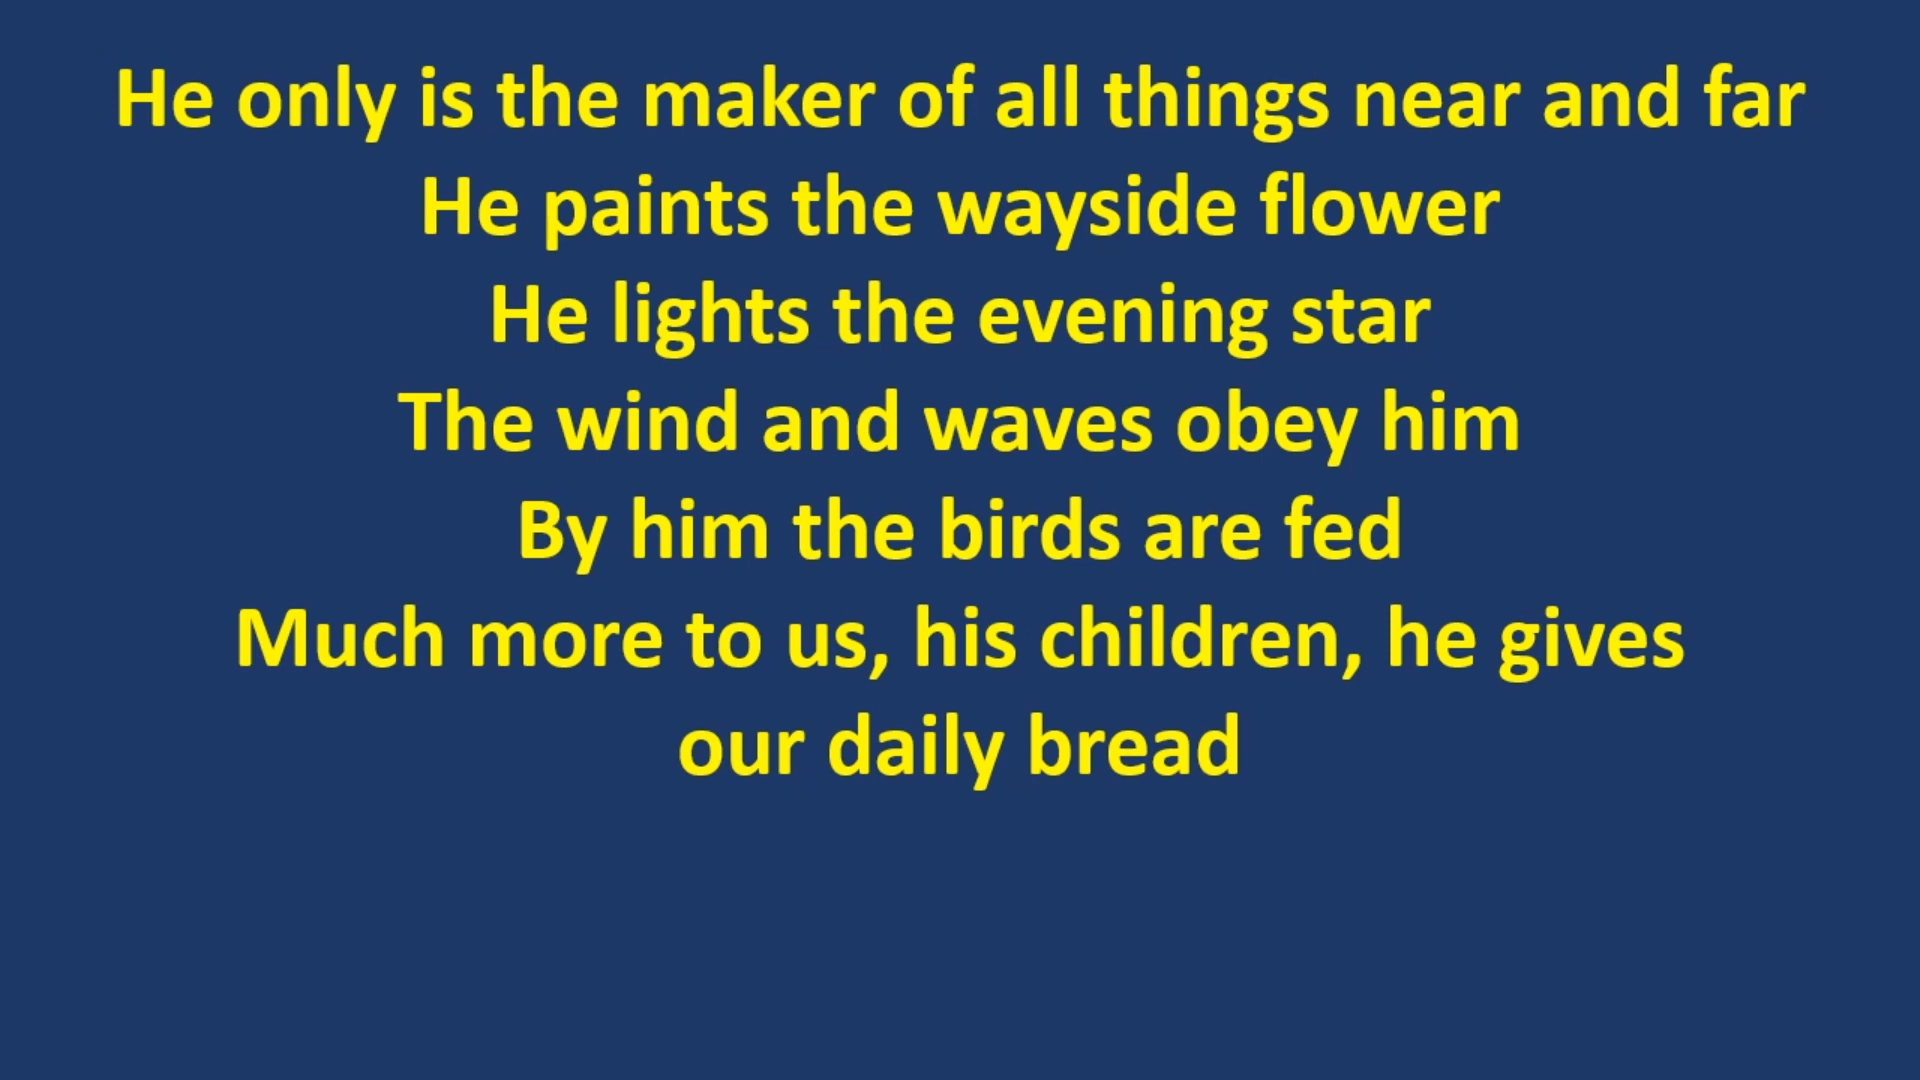 He only is the maker of all things near and far
He paints the wayside flower
He lights the evening star
The wind and waves obey him
By him the birds are fed
Much more to us, his children, he gives
our daily bread